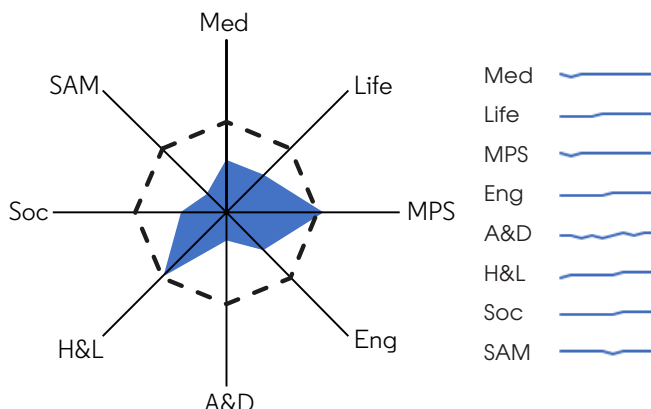 Med
SAM
Life
Soc
MPS
H&L
Eng
A&D
Med
Life
MPS
Eng
A&D
H&L
Soc
SAM